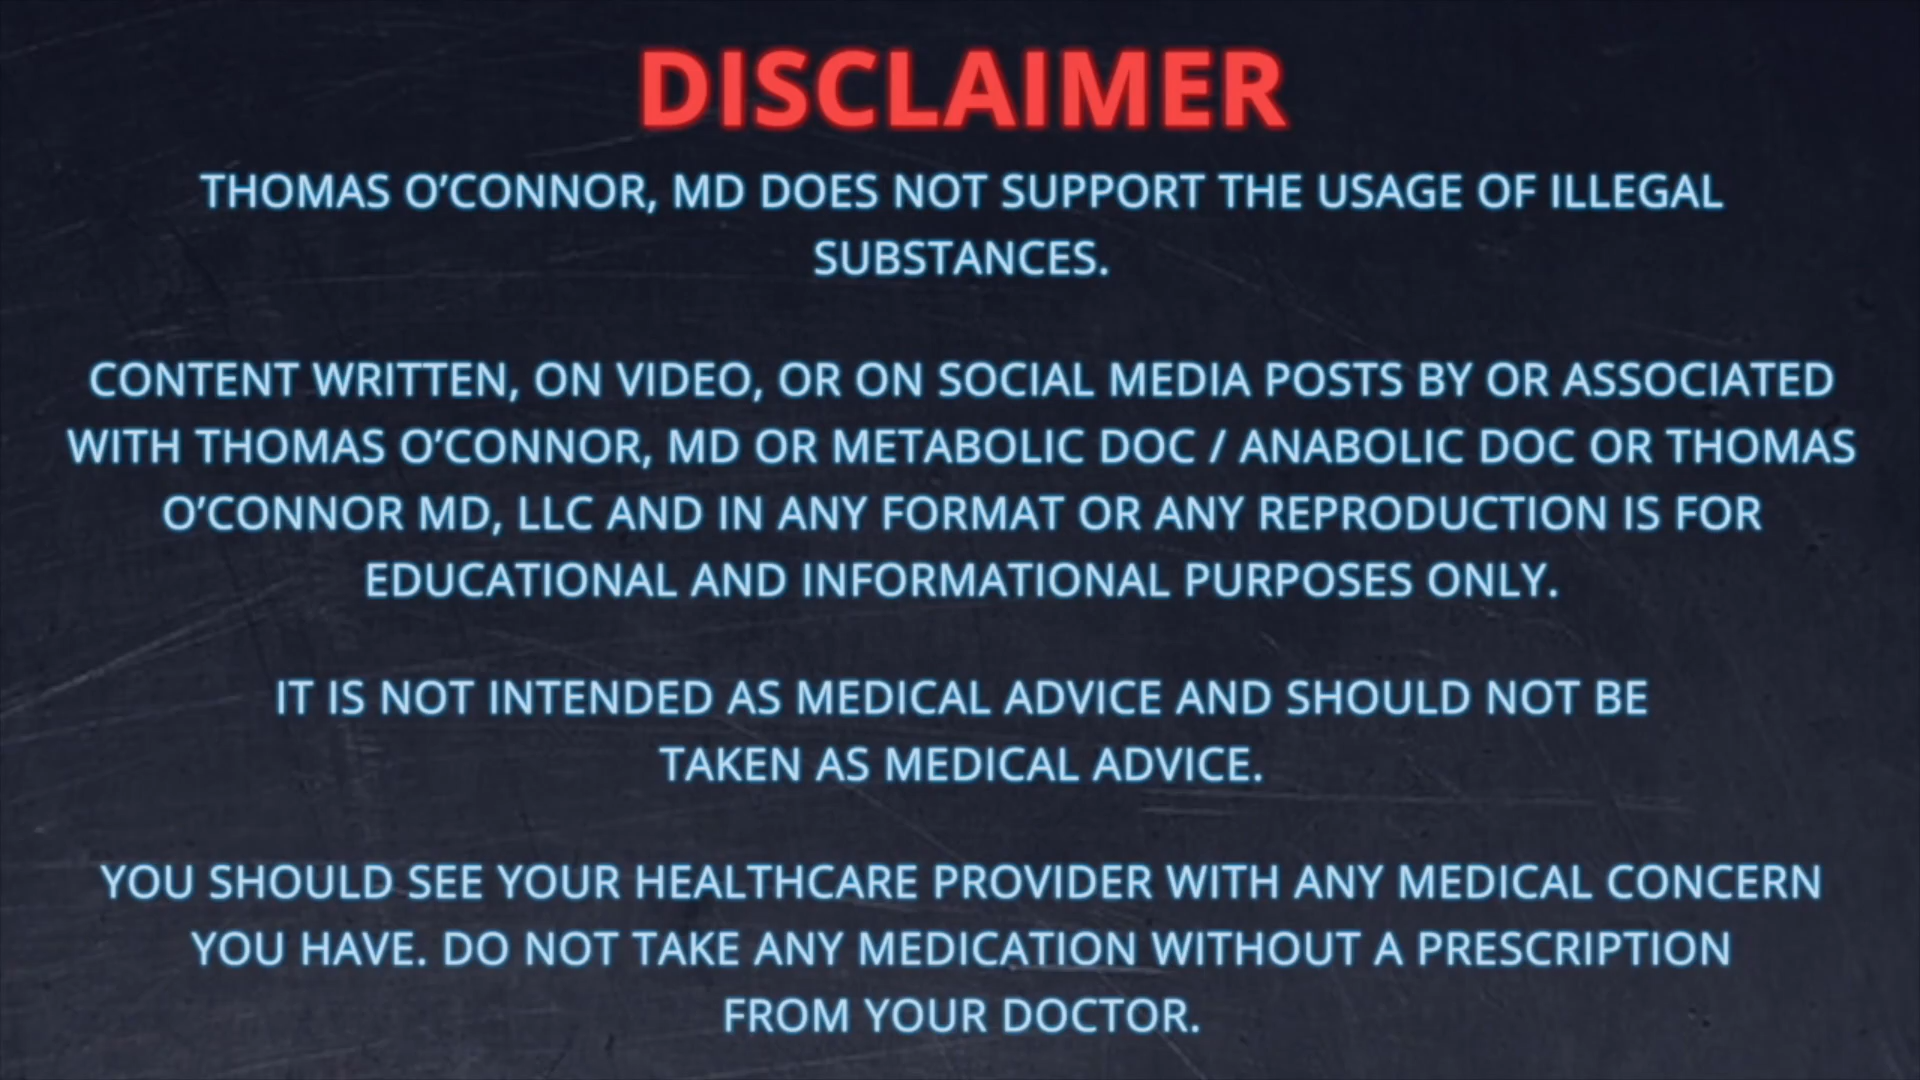 DISCLAIMER
THOMAS O’CONNOR, MD DOES NOT SUPPORT THE USAGE OF ILLEGAL
SUBSTANCES.
CONTENT WRITTEN, ON VIDEO, OR ON SOCIAL MEDIA POSTS BY OR ASSOCIATED
WITH THOMAS O’CONNOR, MD OR METABOLIC DOC / ANABOLIC DOC OR THOMAS
O’CONNOR MD, LLC AND IN ANY FORMAT OR ANY REPRODUCTION IS FOR
EDUCATIONAL AND INFORMATIONAL PURPOSES ONLY.
IT IS NOT INTENDED AS MEDICAL ADVICE AND SHOULD NOT BE
TAKEN AS MEDICAL ADVICE.
YOU SHOULD SEE YOUR HEALTHCARE PROVIDER WITH ANY MEDICAL CONCERN
YOU HAVE. DO NOT TAKE ANY MEDICATION WITHOUT A PRESCRIPTION
FROM YOUR DOCTOR.